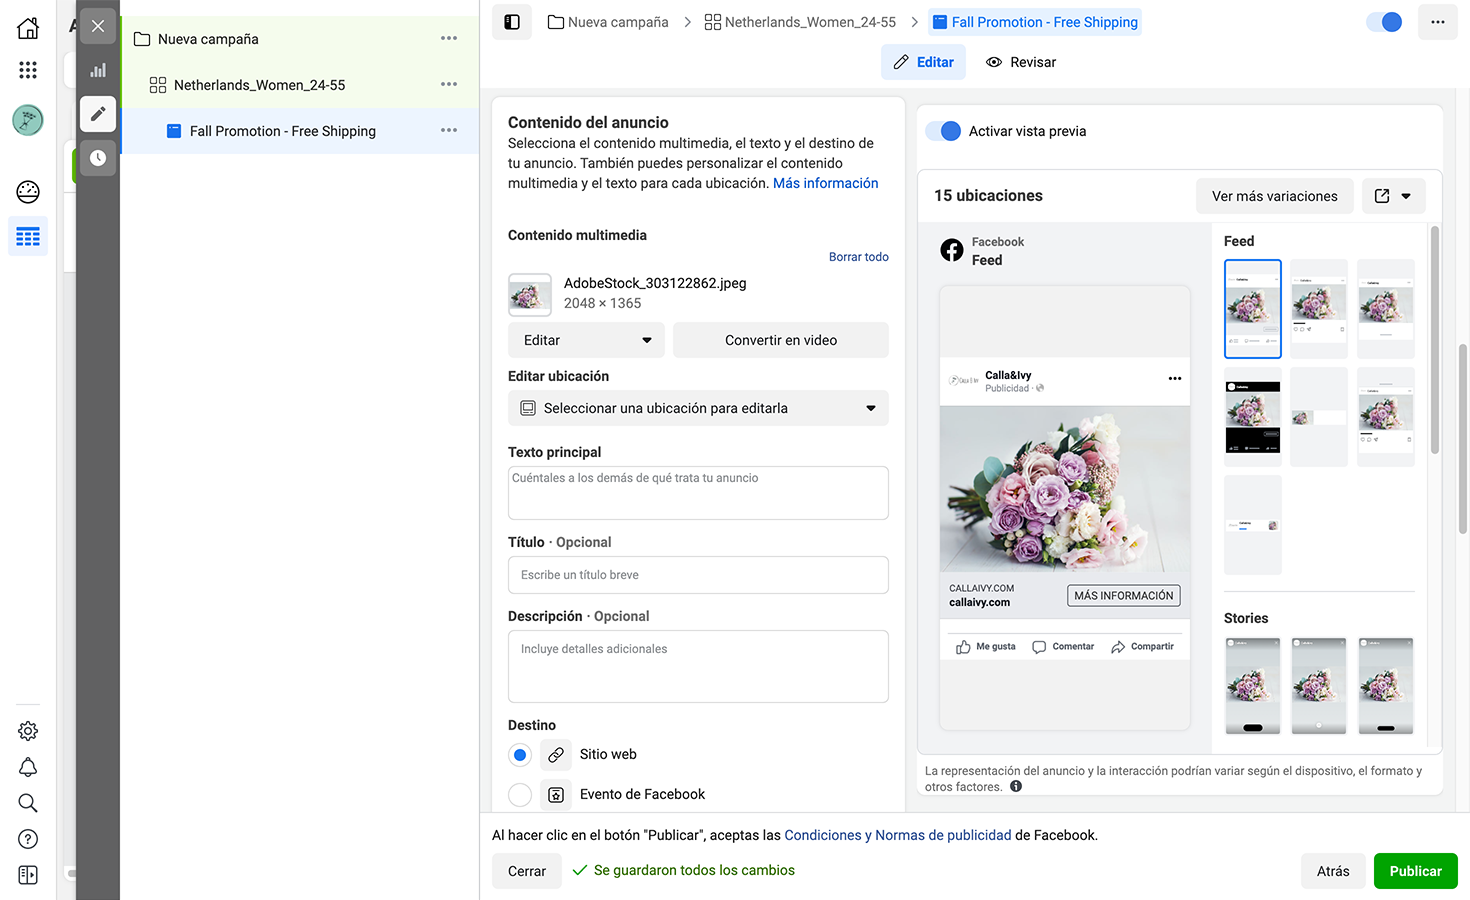 Nueva campaña
Netherlands_Women_24-55
Fall Promotion - Free Shipping
Nueva campaña
Netherlands_Women_24-55
Fall Promotion - Free Shipping
Editar
Revisar
Contenido del anuncio
Selecciona el contenido multimedia, el texto y el destino de
tu anuncio. También puedes personalizar el contenido
multimedia y el texto para cada ubicación. Más información
Contenido multimedia
Borrar todo
AdobeStock_303122862.jpeg
2048 × 1365
Editar
Convertir en video
Editar ubicación
Seleccionar una ubicación para editarla
Texto principal
Cuéntales a los demás de qué trata tu anuncio
Título · Opcional
Escribe un título breve
Descripción · Opcional
Incluye detalles adicionales
Destino
Sitio web
Evento de Facebook
Activar vista previa
15 ubicaciones
Ver más variaciones
Facebook
Feed
Calla&Ivy
Publicidad ·
CALLAIVY.COM
callaivy.com
MÁS INFORMACIÓN
Me gusta
Comentar
Compartir
Feed
Stories
La representación del anuncio y la interacción podrían variar según el dispositivo, el formato y
otros factores.
Al hacer clic en el botón "Publicar", aceptas las Condiciones y Normas de publicidad de Facebook.
Cerrar
Se guardaron todos los cambios
Atrás
Publicar